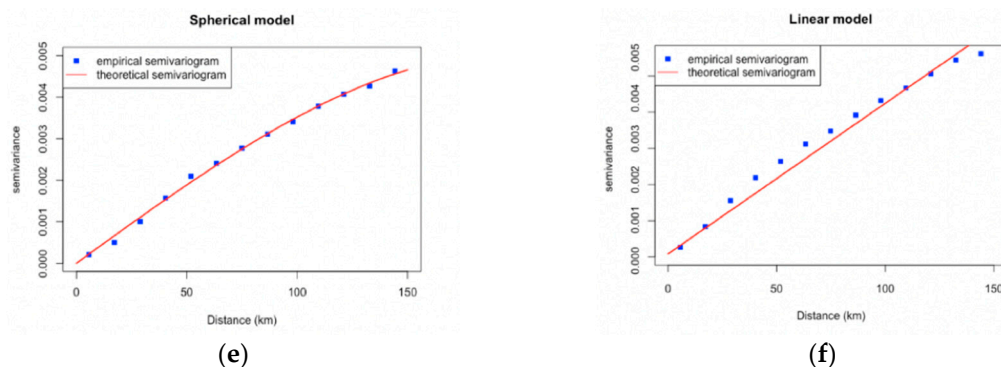 Spherical model
empirical semivariogram
theoretical semivariogram
semivariance
0.005
0.004
0.003
0.002
0.001
0.000
0
50
100
150
Distance (km)
(e)
Linear model
empirical semivariogram
theoretical semivariogram
semivariance
0.005
0.004
0.003
0.002
0.001
0.000
0
50
100
150
Distance (km)
(f)